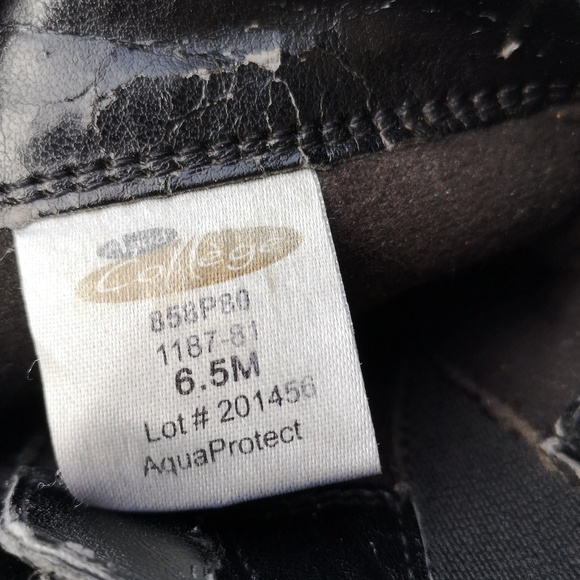 College
858P80
1187-81
6.5M
Lot # 201456
AquaProtect